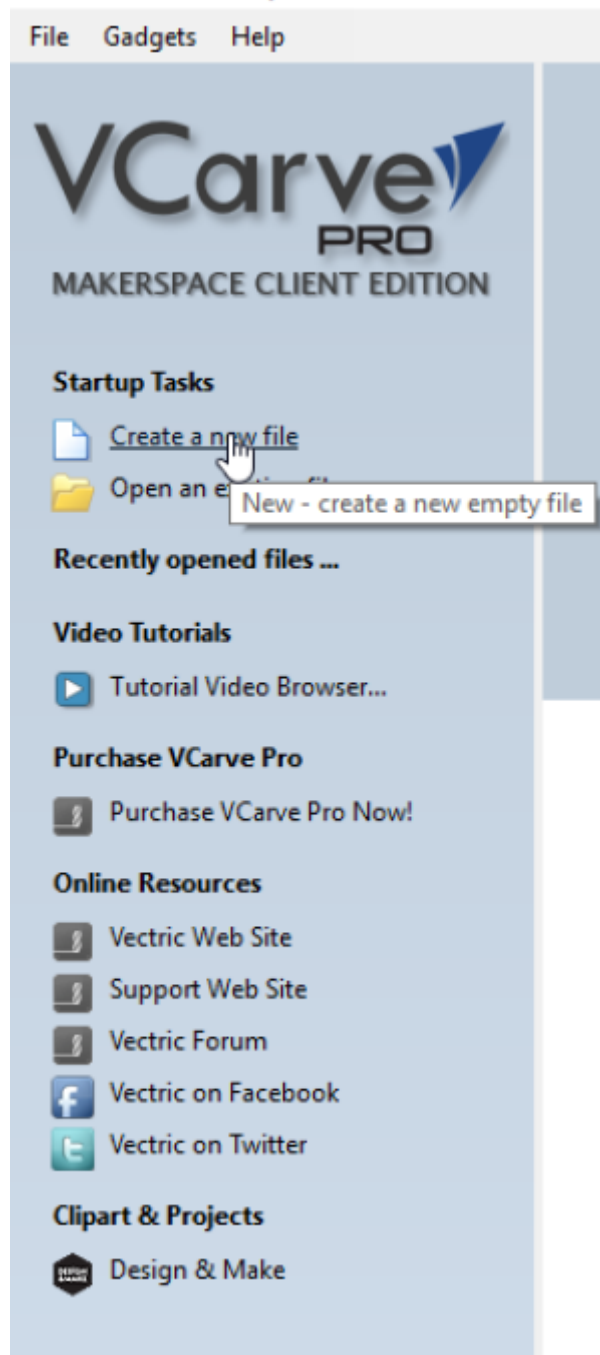 File Gadgets Help
VCarve
PRO
MAKERSPACE CLIENT EDITION
Startup Tasks
Create a new file
Open an
New - create a new empty file
Recently opened files ...
Video Tutorials
Tutorial Video Browser...
Purchase VCarve Pro
Purchase VCarve Pro Now!
Online Resources
Vectric Web Site
Support Web Site
Vectric Forum
Vectric on Facebook
Vectric on Twitter
Clipart & Projects
Design & Make